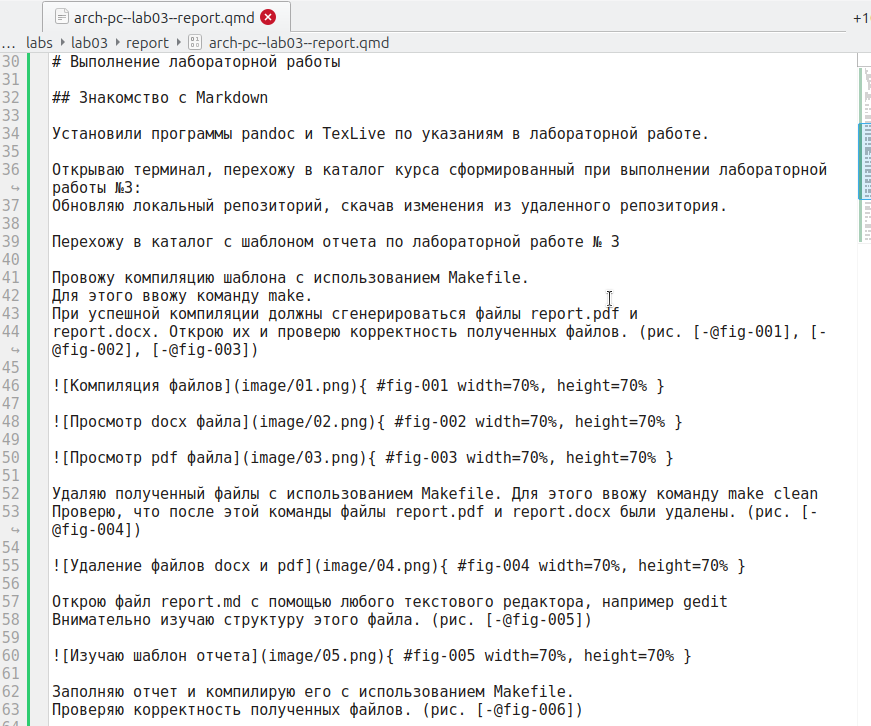 arch-pc--lab03--report.qmd
+1
... labs lab03 report arch-pc--lab03--report.qmd
30 # Выполнение лабораторной работы
31
32 ## Знакомство с Markdown
33
34 Установили программы pandoc и TexLive по указаниям в лабораторной работе.
35
36 Открываю терминал, перехожу в каталог курса сформированный при выполнении лабораторной
работы №3:
37 Обновляю локальный репозиторий, скачав изменения из удаленного репозитория.
38
39 Перехожу в каталог с шаблоном отчета по лабораторной работе № 3
40
41 Провожу компиляцию шаблона с использованием Makefile.
42 Для этого ввожу команду make.
43 При успешной компиляции должны сгенерироваться файлы report.pdf и
44 report.docx. Открою их и проверю корректность полученных файлов. (рис. [-@fig-001], [-
@fig-002], [-@fig-003])
45
46 ![Компиляция файлов](image/01.png){ #fig-001 width=70%, height=70% }
47
48 ![Просмотр docx файла](image/02.png){ #fig-002 width=70%, height=70% }
49
50 ![Просмотр pdf файла](image/03.png){ #fig-003 width=70%, height=70% }
51
52 Удаляю полученный файлы с использованием Makefile. Для этого ввожу команду make clean
53 Проверю, что после этой команды файлы report.pdf и report.docx были удалены. (рис. [-
@fig-004])
54
55 ![Удаление файлов docx и pdf](image/04.png){ #fig-004 width=70%, height=70% }
56
57 Открою файл report.md с помощью любого текстового редактора, например gedit
58 Внимательно изучаю структуру этого файла. (рис. [-@fig-005])
59
60 ![Изучаю шаблон отчета](image/05.png){ #fig-005 width=70%, height=70% }
61
62 Заполняю отчет и компилирую его с использованием Makefile.
63 Проверяю корректность полученных файлов. (рис. [-@fig-006])
64